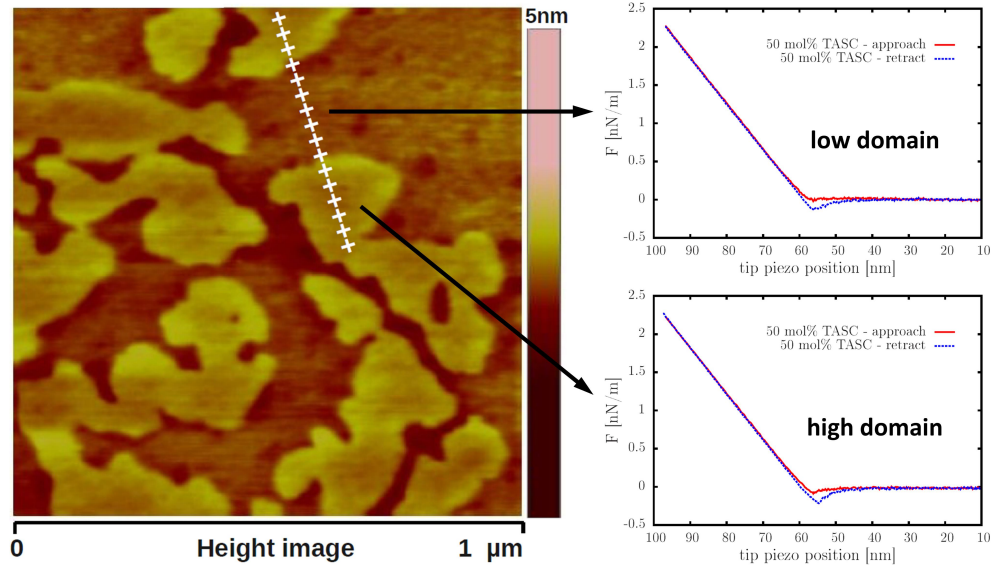 5nm
0 Height image 1 µm
2.5
2
1.5
1
0.5
0
-0.5
F [nN/m]
50 mol% TASC - approach
50 mol% TASC - retract
low domain
100 90 80 70 60 50 40 30 20 10
tip piezo position [nm]
2.5
2
1.5
1
0.5
0
-0.5
F [nN/m]
50 mol% TASC - approach
50 mol% TASC - retract
high domain
100 90 80 70 60 50 40 30 20 10
tip piezo position [nm]